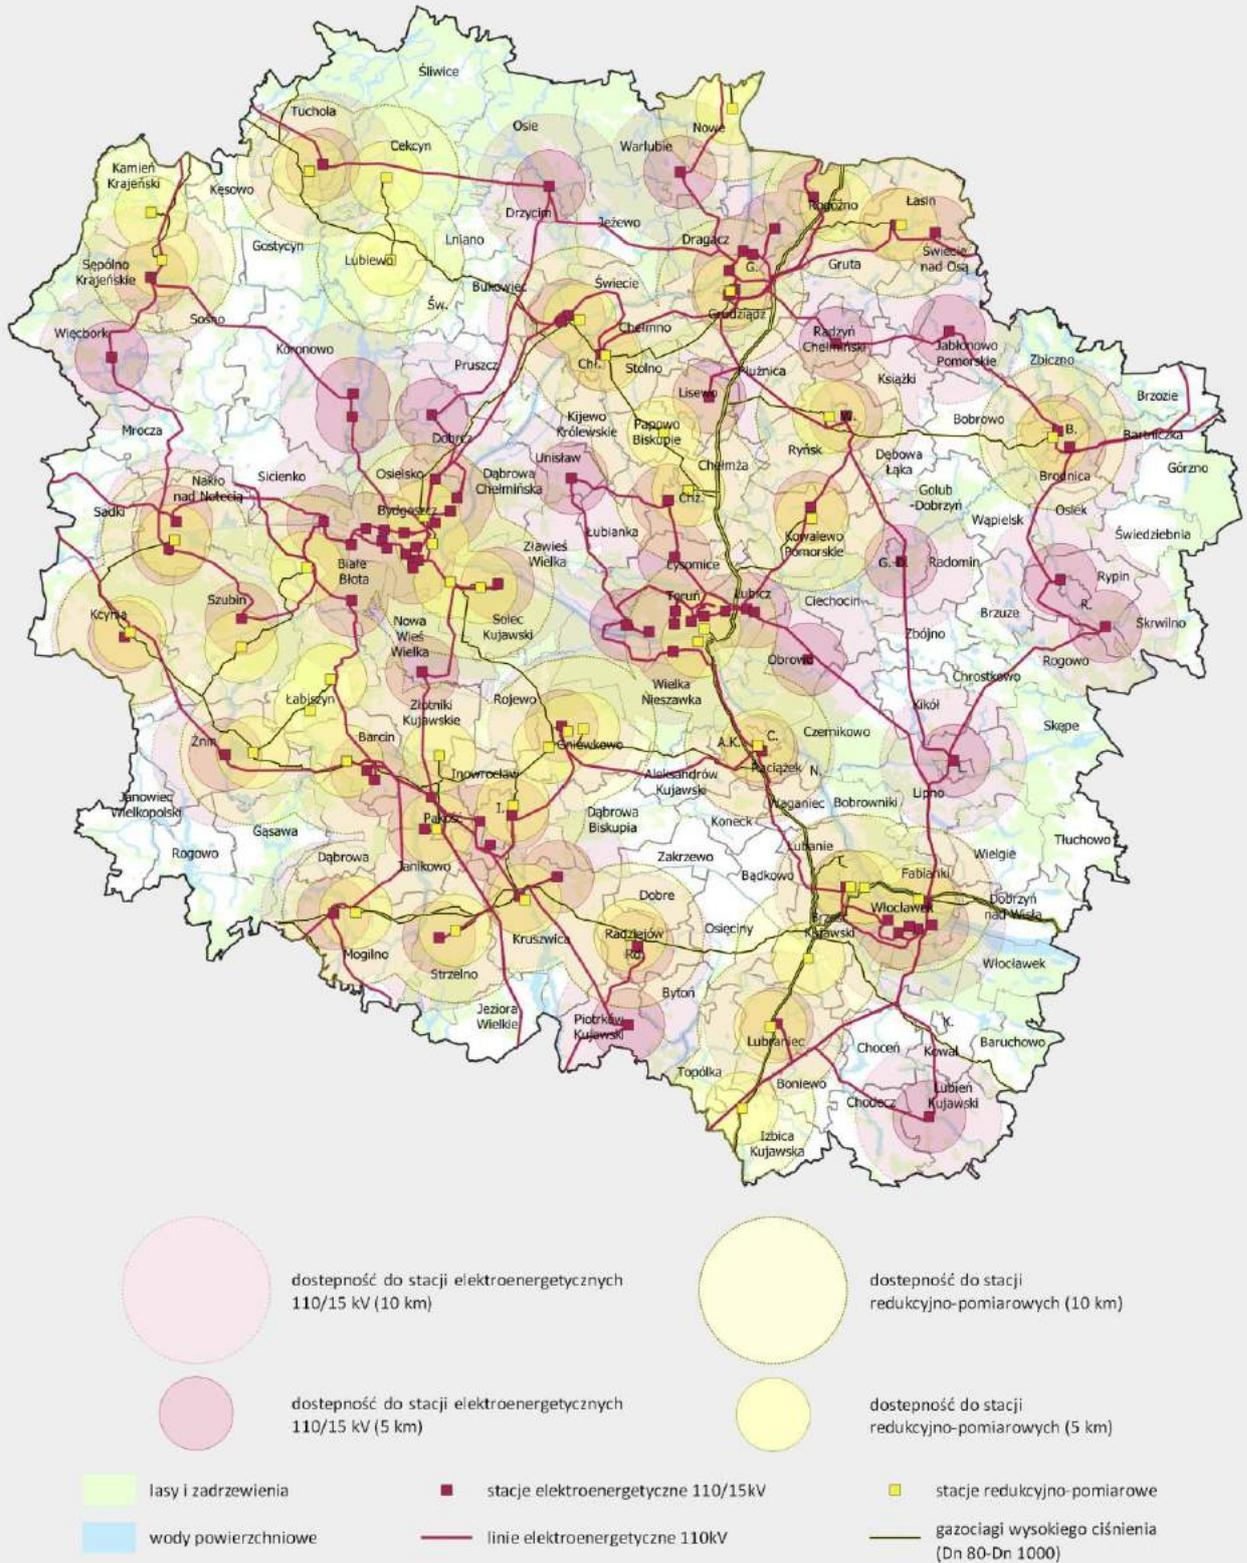 Śliwice
Tuchola
Osie
Nowe
Cekcyn
Warlubie
Kamień
Krajeński
Kęsowo
Rogóźno
Łasin
Drzycim
Jeżewo
Gostycyn
Lniano
Dragacz
Świecie
nad Osą
Lubiewo
G.
Gruta
Sępólno
Krajeńskie
Bukowiec
Świecie
Św.
Grudziądz
Sośno
Chełmno
Więcbork
Radzyń
Chełmiński
Jabłonowo
Pomorskie
Koronowo
Zbiczno
Pruszcz
Chł.
Stolno
Płużnica
Książki
Lisewo
Brzozie
Kijewo
Królewskie
Papowo
Biskupie
W.
Bobrowo
Mrocza
Dobrcz
B.
Bartniczka
Ryńsk
Unisław
Dębowa
Łąka
Chełmża
Górzno
Osielsko
Dąbrowa
Chełmińska
Sicienko
Nakło
nad Notecią
Brodnica
Golub
-Dobrzyń
Chż.
Sadki
Bydgoszcz
Osiek
Wąpielsk
Łubianka
Świedziebnia
Kowalewo
Pomorskie
Zławieś
Wielka
Białe
Błota
Łysomice
G.-D.
Radomin
Rypin
Szubin
Toruń
Lubicz
Ciechocin
R.
Kcynia
Brzuze
Solec
Kujawski
Nowa
Wieś
Wielka
Skrwilno
Zbójno
Obrowo
Rogowo
Chrostkowo
Wielka
Nieszawka
Łabiszyn
Rojewo
Złotniki
Kujawskie
Kikół
Skępe
Czernikowo
Żnin
Barcin
Gniewkowo
A.K.
C.
Raciążek
N.
Inowrocław
Aleksandrów
Kujawski
Lipno
Janowiec
Wielkopolski
Waganiec
Bobrowniki
I.
Dąbrowa
Biskupia
Pakość
Koneck
Gąsawa
Tłuchowo
Lubanie
Rogowo
Dąbrowa
Zakrzewo
Wielgie
Janikowo
Bądkowo
Fabianki
Dobre
Dobrzyń
nad Wisłą
Włocławek
Brześć
Kujawski
Osięciny
Radziejów
Rd.
Kruszwica
Mogilno
Włocławek
Strzelno
Bytoń
Jeziora
Wielkie
Piotrków
Kujawski
K.
Lubraniec
Baruchowo
Choceń
Kowal
Topólka
Boniewo
Lubień
Kujawski
Chodecz
Izbica
Kujawska
dostepność do stacji elektroenergetycznych
110/15 kV (10 km)
dostępność do stacji
redukcyjno-pomiarowych (10 km)
dostepność do stacji elektroenergetycznych
110/15 kV (5 km)
dostępność do stacji
redukcyjno-pomiarowych (5 km)
lasy i zadrzewienia
stacje elektroenergetyczne 110/15kV
stacje redukcyjno-pomiarowe
wody powierzchniowe
linie elektroenergetyczne 110kV
gazociagi wysokiego ciśnienia
(Dn 80-Dn 1000)